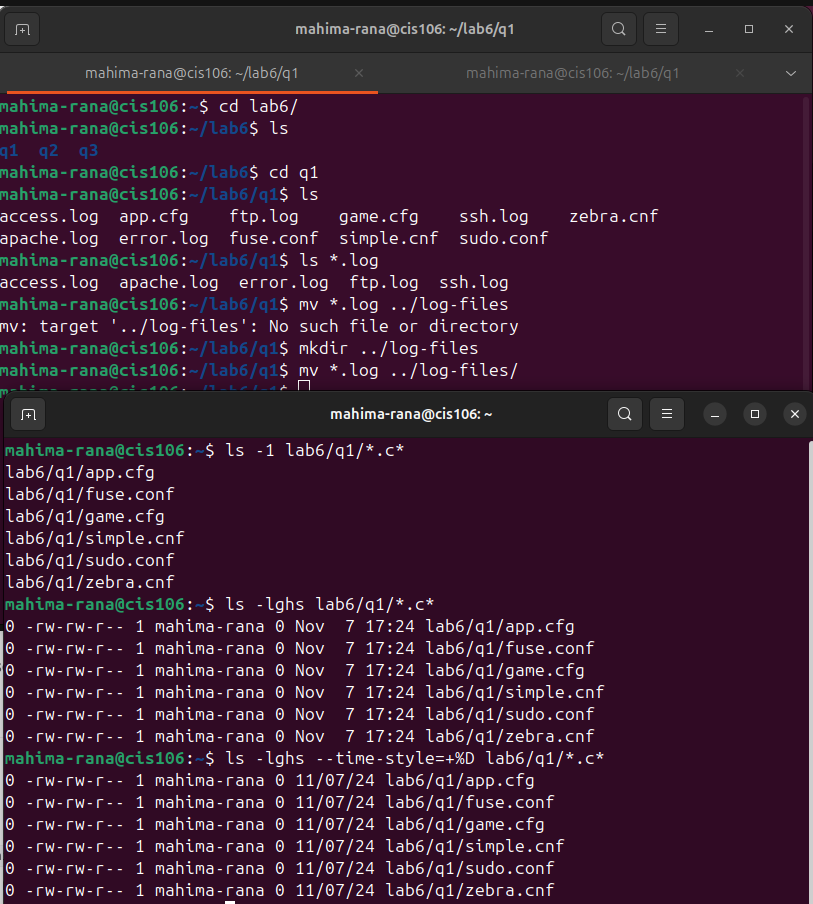 mahima-rana@cis106: ~/lab6/q1
mahima-rana@cis106: ~/lab6/q1 mahima-rana@cis106: ~/lab6/q1
mahima-rana@cis106:~$ cd lab6/
mahima-rana@cis106:~/lab6$ ls
q1  q2  q3
mahima-rana@cis106:~/lab6$ cd q1
mahima-rana@cis106:~/lab6/q1$ ls
access.log  app.cfg    ftp.log    game.cfg    ssh.log    zebra.cnf
apache.log  error.log  fuse.conf  simple.cnf  sudo.conf
mahima-rana@cis106:~/lab6/q1$ ls *.log
access.log  apache.log  error.log  ftp.log  ssh.log
mahima-rana@cis106:~/lab6/q1$ mv *.log ../log-files
mv: target '../log-files': No such file or directory
mahima-rana@cis106:~/lab6/q1$ mkdir ../log-files
mahima-rana@cis106:~/lab6/q1$ mv *.log ../log-files/
mahima-rana@cis106:~/lab6/q1$
mahima-rana@cis106: ~
mahima-rana@cis106:~$ ls -1 lab6/q1/*.c*
lab6/q1/app.cfg
lab6/q1/fuse.conf
lab6/q1/game.cfg
lab6/q1/simple.cnf
lab6/q1/sudo.conf
lab6/q1/zebra.cnf
mahima-rana@cis106:~$ ls -lghs lab6/q1/*.c*
0 -rw-rw-r-- 1 mahima-rana 0 Nov  7 17:24 lab6/q1/app.cfg
0 -rw-rw-r-- 1 mahima-rana 0 Nov  7 17:24 lab6/q1/fuse.conf
0 -rw-rw-r-- 1 mahima-rana 0 Nov  7 17:24 lab6/q1/game.cfg
0 -rw-rw-r-- 1 mahima-rana 0 Nov  7 17:24 lab6/q1/simple.cnf
0 -rw-rw-r-- 1 mahima-rana 0 Nov  7 17:24 lab6/q1/sudo.conf
0 -rw-rw-r-- 1 mahima-rana 0 Nov  7 17:24 lab6/q1/zebra.cnf
mahima-rana@cis106:~$ ls -lghs --time-style=+%D lab6/q1/*.c*
0 -rw-rw-r-- 1 mahima-rana 0 11/07/24 lab6/q1/app.cfg
0 -rw-rw-r-- 1 mahima-rana 0 11/07/24 lab6/q1/fuse.conf
0 -rw-rw-r-- 1 mahima-rana 0 11/07/24 lab6/q1/game.cfg
0 -rw-rw-r-- 1 mahima-rana 0 11/07/24 lab6/q1/simple.cnf
0 -rw-rw-r-- 1 mahima-rana 0 11/07/24 lab6/q1/sudo.conf
0 -rw-rw-r-- 1 mahima-rana 0 11/07/24 lab6/q1/zebra.cnf